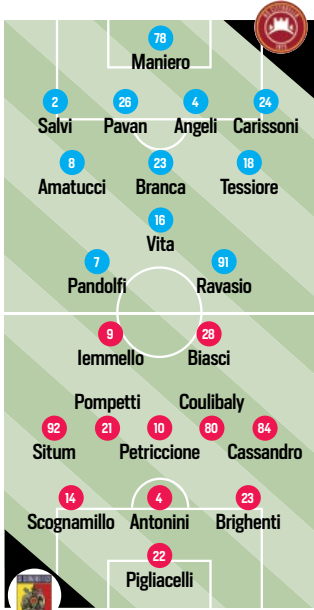 78
Maniero
2 26 4 24
Salvi Pavan Angeli Carissoni
8 23 18
Amatucci Branca Tessiore
16
Vita
7 91
Pandolfi Ravasio
9 28
Iemmello Biasci
Pompetti Coulibaly
92 21 10 80 84
Situm Petriccione Cassandro
14 4 23
Scognamillo Antonini Brighenti
22
Pigliacelli